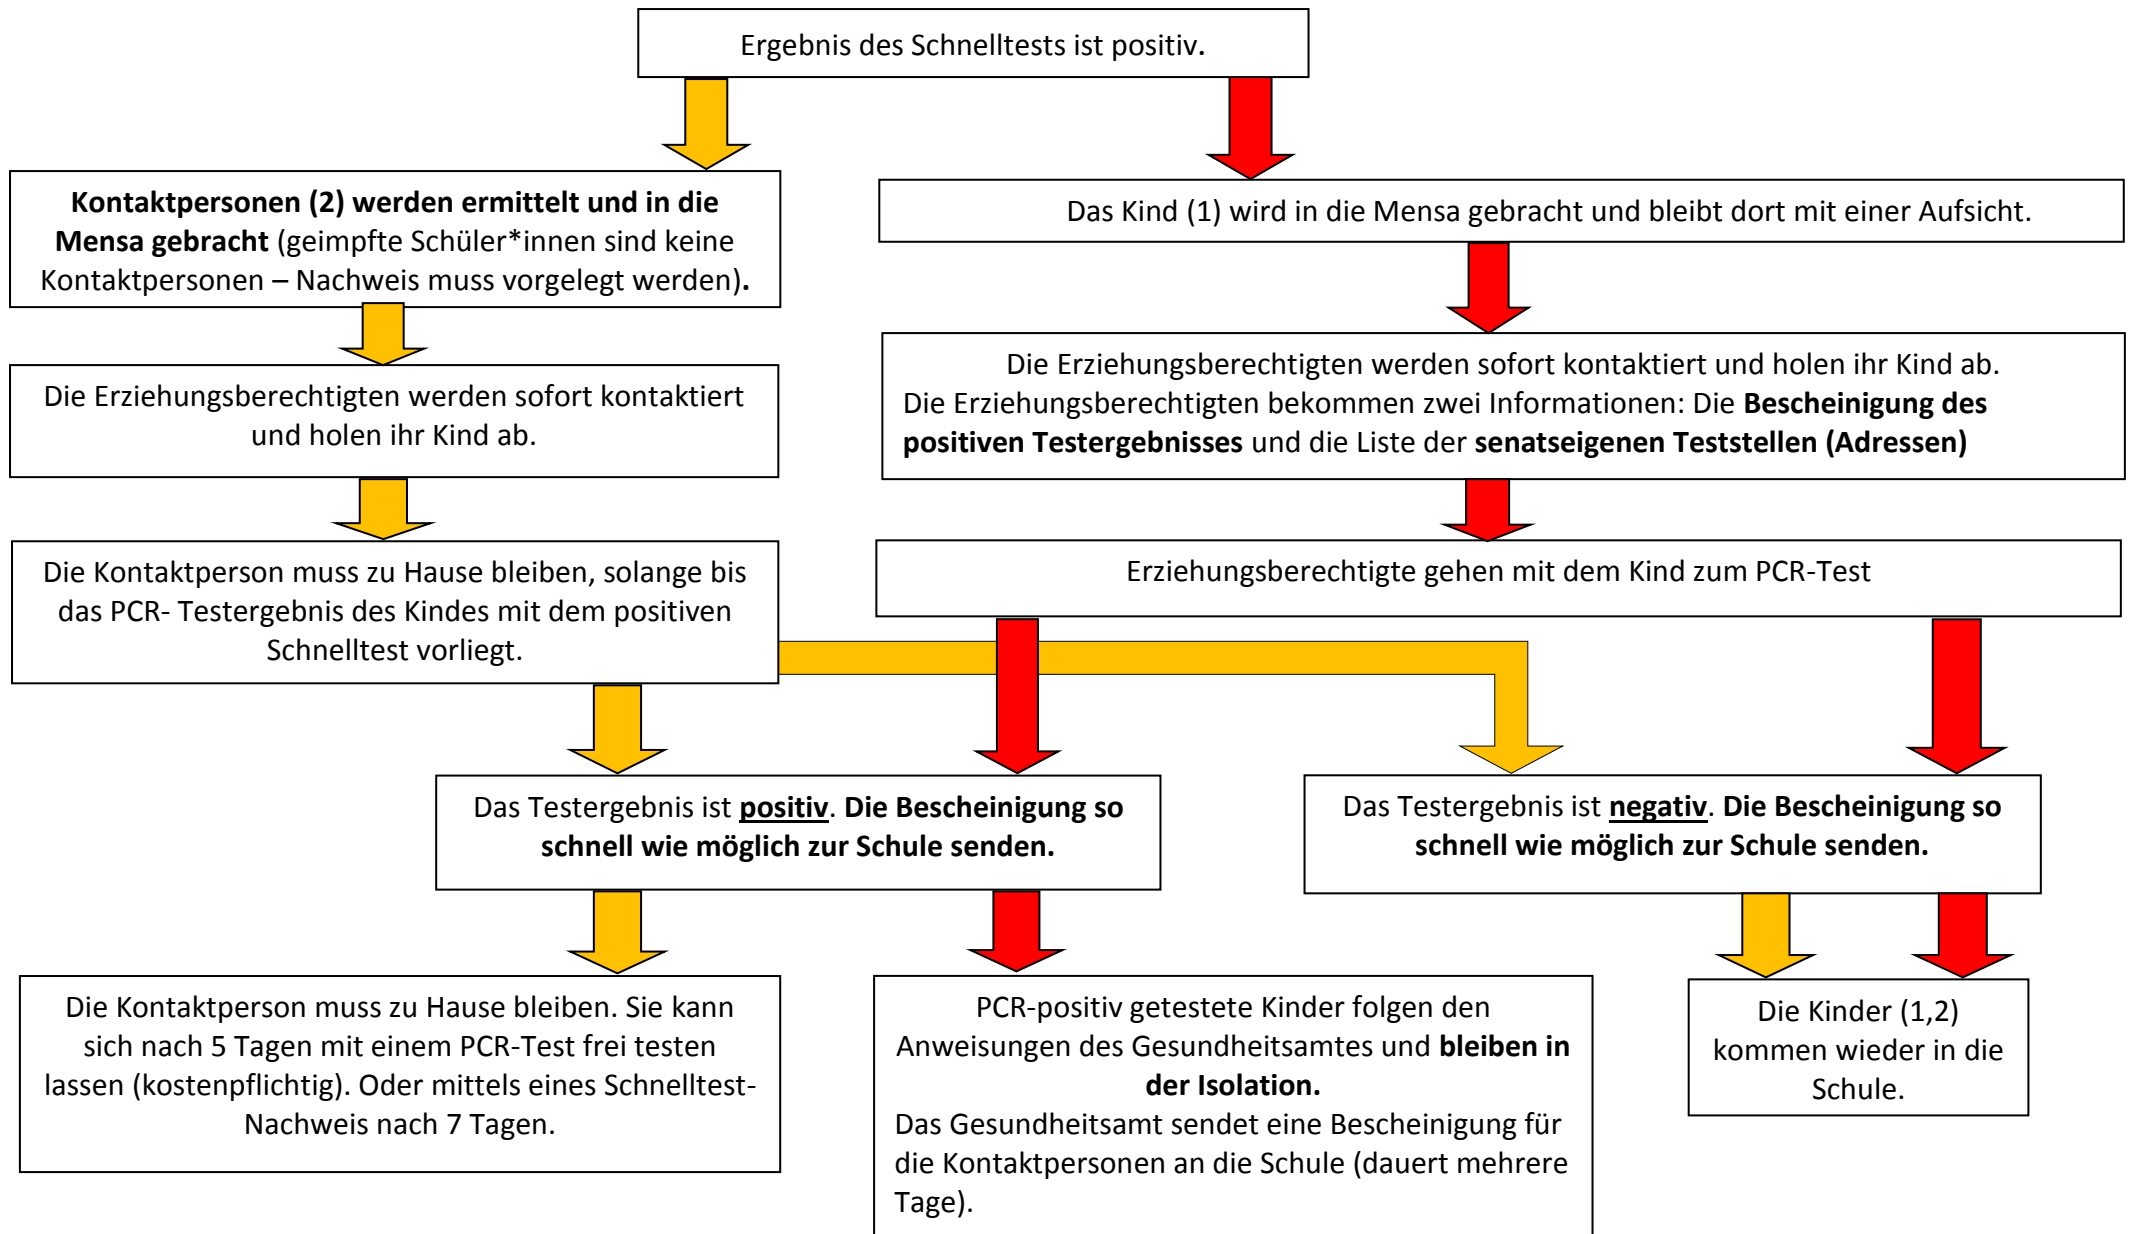 Ergebnis des Schnelltests ist positiv.
Kontaktpersonen (2) werden ermittelt und in die
Mensa gebracht (geimpfte Schüler*innen sind keine
Kontaktpersonen – Nachweis muss vorgelegt werden).
Das Kind (1) wird in die Mensa gebracht und bleibt dort mit einer Aufsicht.
Die Erziehungsberechtigten werden sofort kontaktiert
und holen ihr Kind ab.
Die Erziehungsberechtigten werden sofort kontaktiert und holen ihr Kind ab.
Die Erziehungsberechtigten bekommen zwei Informationen: Die Bescheinigung des
positiven Testergebnisses und die Liste der senatseigenen Teststellen (Adressen)
Die Kontaktperson muss zu Hause bleiben, solange bis
das PCR- Testergebnis des Kindes mit dem positiven
Schnelltest vorliegt.
Erziehungsberechtigte gehen mit dem Kind zum PCR-Test
Das Testergebnis ist positiv. Die Bescheinigung so
schnell wie möglich zur Schule senden.
Das Testergebnis ist negativ. Die Bescheinigung so
schnell wie möglich zur Schule senden.
Die Kontaktperson muss zu Hause bleiben. Sie kann
sich nach 5 Tagen mit einem PCR-Test frei testen
lassen (kostenpflichtig). Oder mittels eines Schnelltest-
Nachweis nach 7 Tagen.
PCR-positiv getestete Kinder folgen den
Anweisungen des Gesundheitsamtes und bleiben in
der Isolation.
Das Gesundheitsamt sendet eine Bescheinigung für
die Kontaktpersonen an die Schule (dauert mehrere
Tage).
Die Kinder (1,2)
kommen wieder in die
Schule.